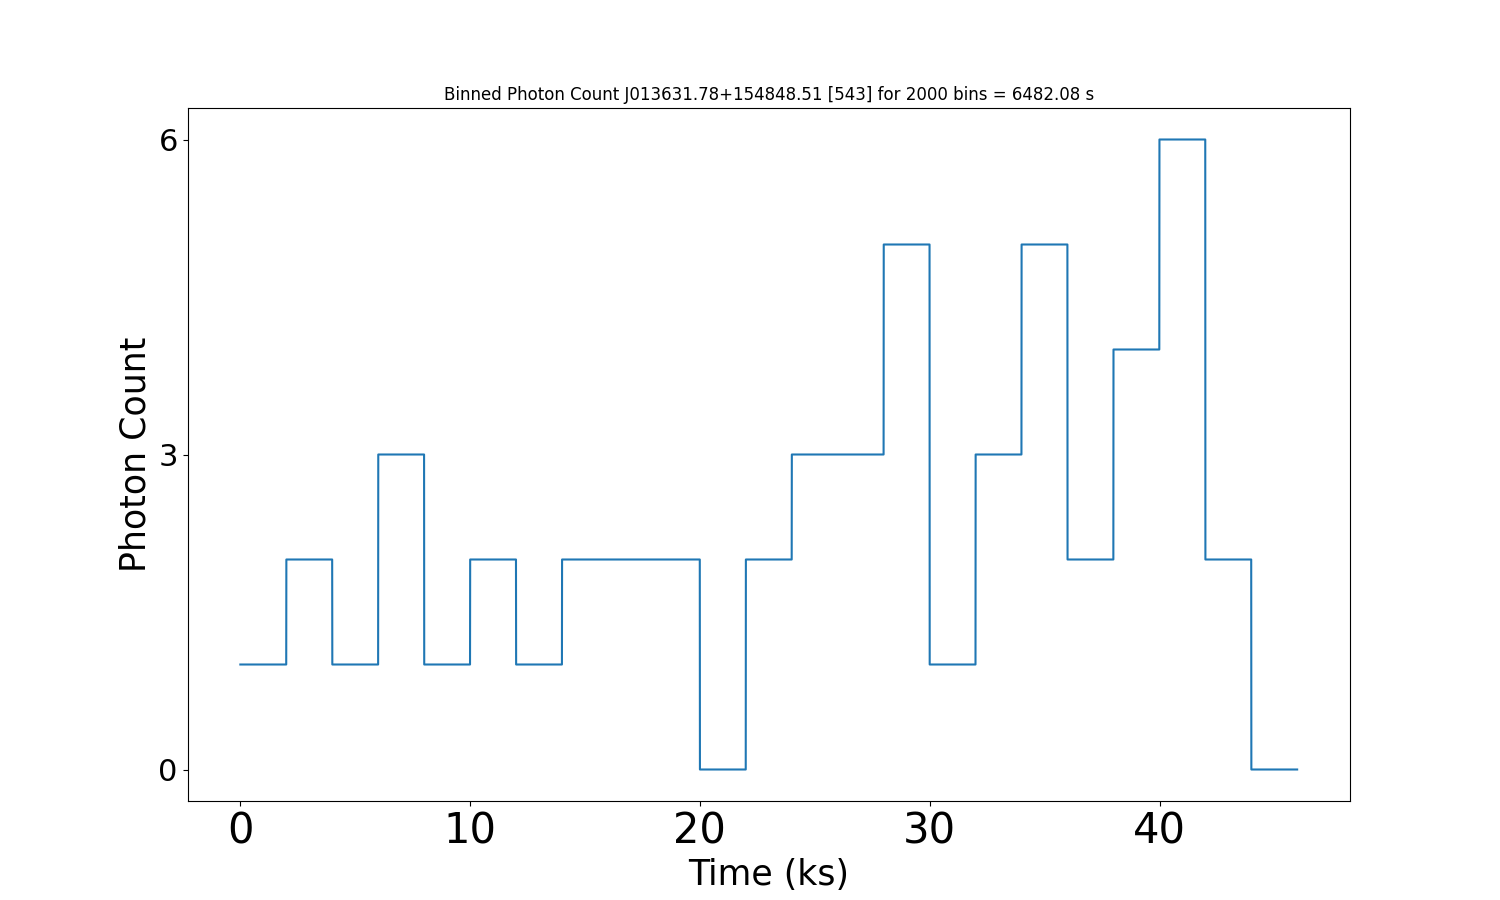 Binned Photon Count J013631.78+154848.51 [543] for 2000 bins = 6482.08 s
6
3
0
Photon Count
0 10 20 30 40
Time (ks)